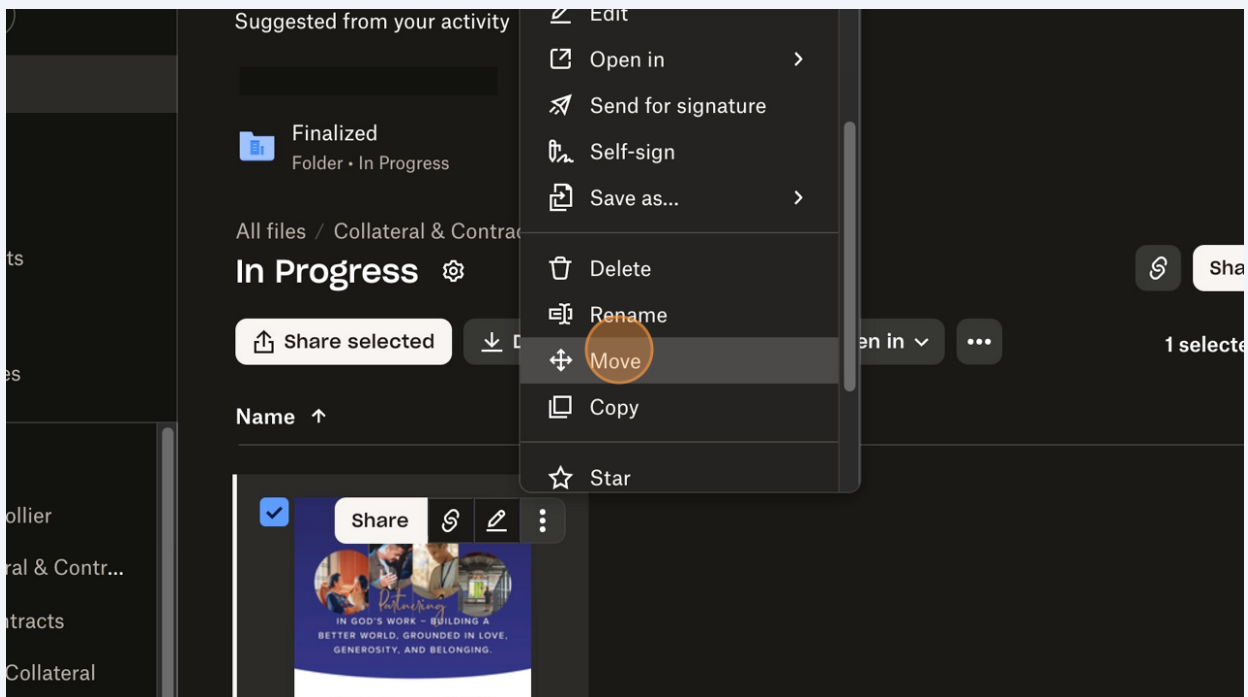 Suggested from your activity
Finalized
Folder • In Progress
All files / Collateral & Contrac
In Progress
Share selected
en in
1 selecte
Sha
Name ↑
Edit
Open in
Send for signature
Self-sign
Save as...
Delete
Rename
Move
Copy
Star
Share
Partnering
IN GOD'S WORK – BUILDING A
BETTER WORLD, GROUNDED IN LOVE,
GENEROSITY, AND BELONGING.
ts
es
ollier
ral & Contr...
ntracts
Collateral